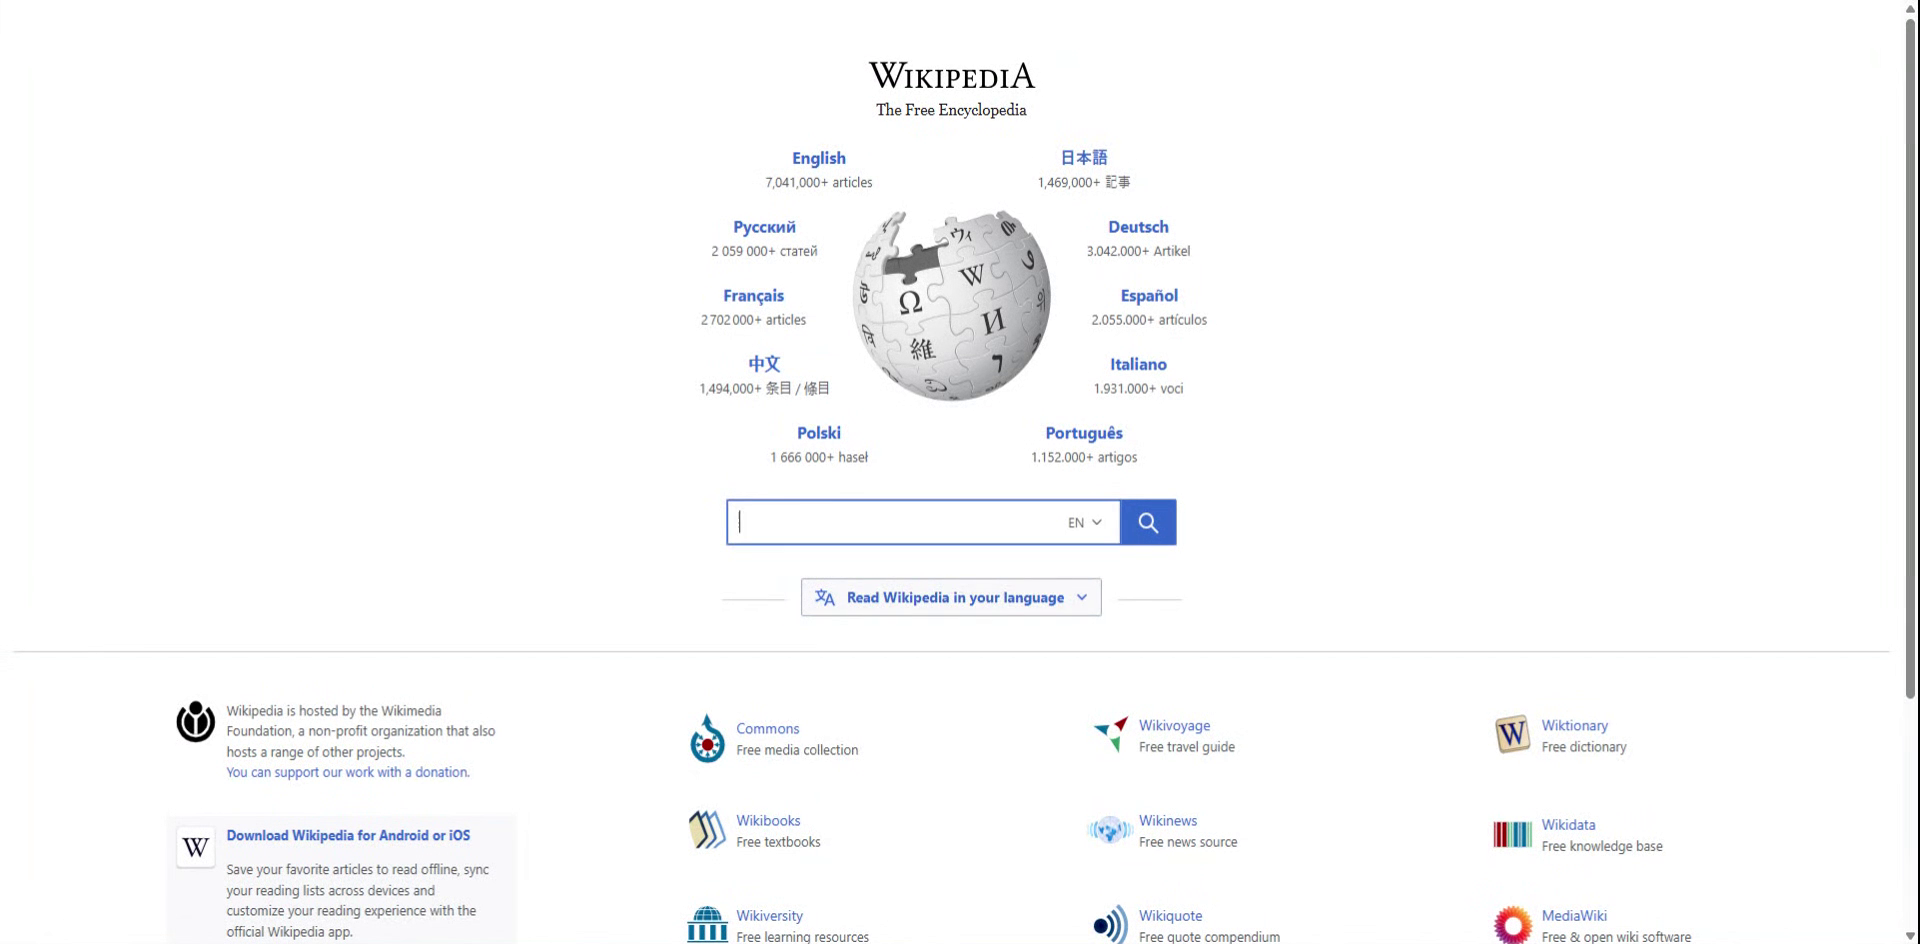 WIKIPEDIA
The Free Encyclopedia
English
7,041,000+ articles
日本語
1,469,000+ 記事
Русский
2 059 000+ статей
Deutsch
3.042.000+ Artikel
Français
2 702 000+ articles
Español
2.055.000+ artículos
中文
1,494,000+ 条目 / 條目
Italiano
1.931.000+ voci
Polski
1 666 000+ haseł
Português
1.152.000+ artigos
Ω
W
ウィ
И
維
EN
Read Wikipedia in your language
Wikipedia is hosted by the Wikimedia
Foundation, a non-profit organization that also
hosts a range of other projects.
You can support our work with a donation.
W
Download Wikipedia for Android or iOS
Save your favorite articles to read offline, sync
your reading lists across devices and
customize your reading experience with the
official Wikipedia app.
Commons
Free media collection
Wikivoyage
Free travel guide
W
Wiktionary
Free dictionary
Wikibooks
Free textbooks
Wikinews
Free news source
Wikidata
Free knowledge base
Wikiversity
Free learning resources
Wikiquote
Free quote compendium
MediaWiki
Free & open wiki software